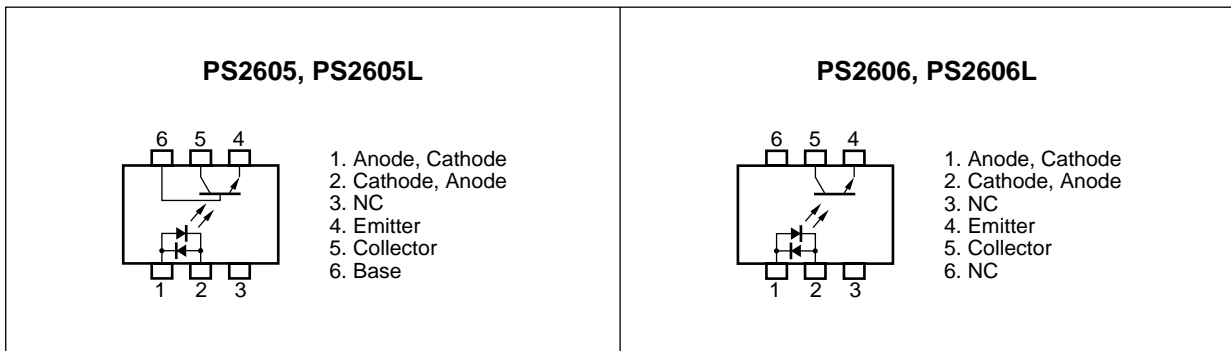 PS2605, PS2605L
6 5 4
1. Anode, Cathode
2. Cathode, Anode
3. NC
4. Emitter
5. Collector
6. Base
1 2 3
PS2606, PS2606L
6 5 4
1. Anode, Cathode
2. Cathode, Anode
3. NC
4. Emitter
5. Collector
6. NC
1 2 3